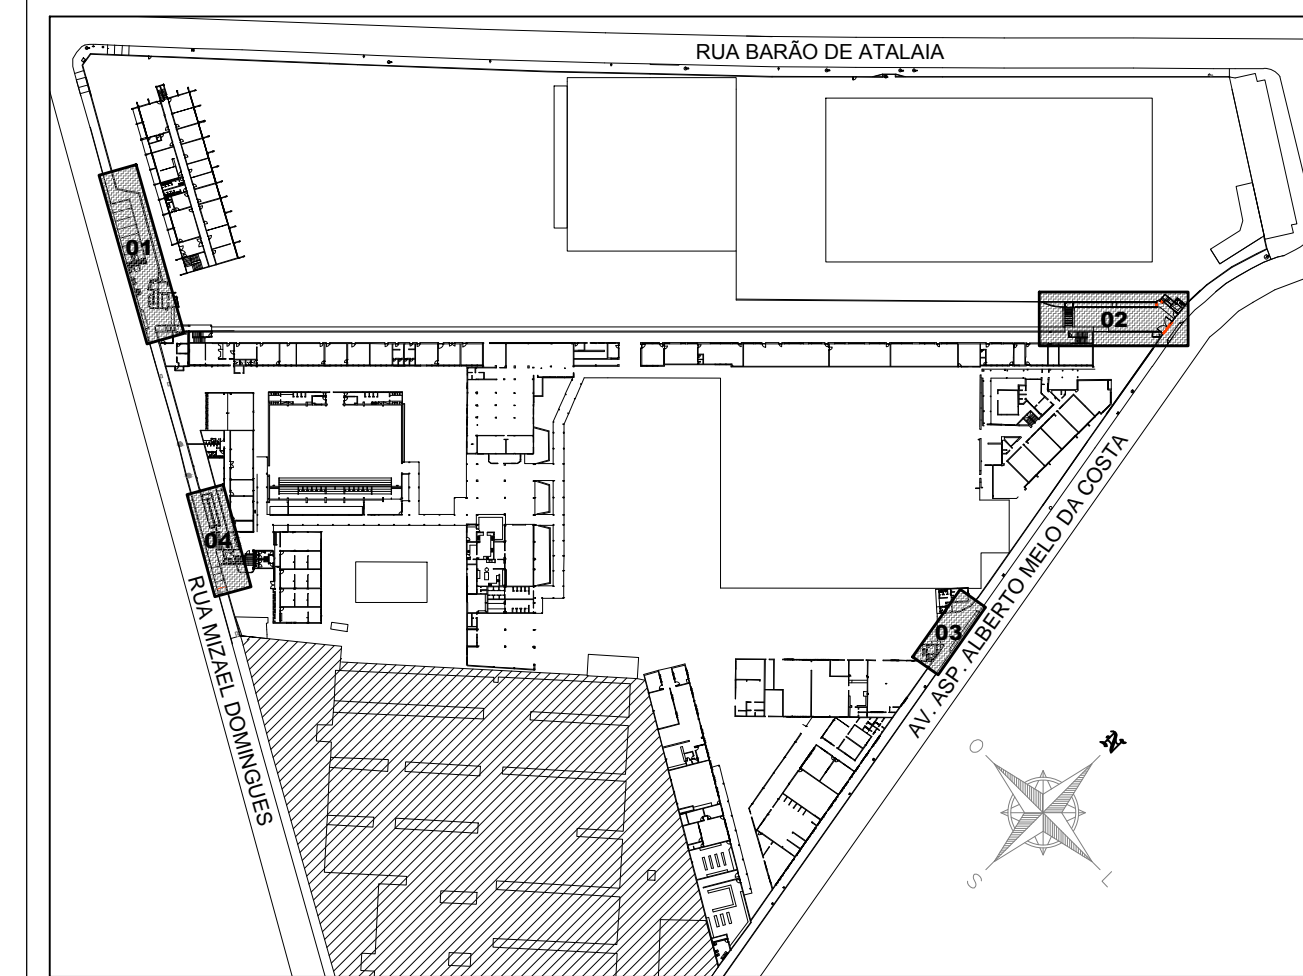 RUA BARÃO DE ATALAIA
01
02
04
03
RUA MIZAEL DOMINGUES
AV. ASP. ALBERTO MELO DA COSTA
O
N
S
L